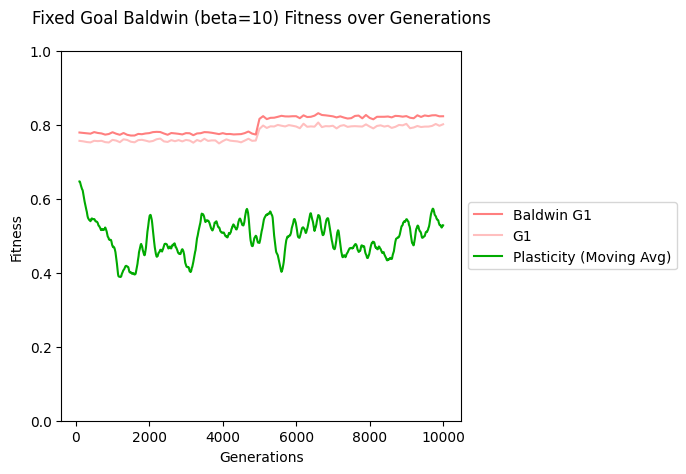 Fixed Goal Baldwin (beta=10) Fitness over Generations
1.0
0.8
0.6
0.4
0.2
0.0
Fitness
0 2000 4000 6000 8000 10000
Generations
Baldwin G1
G1
Plasticity (Moving Avg)